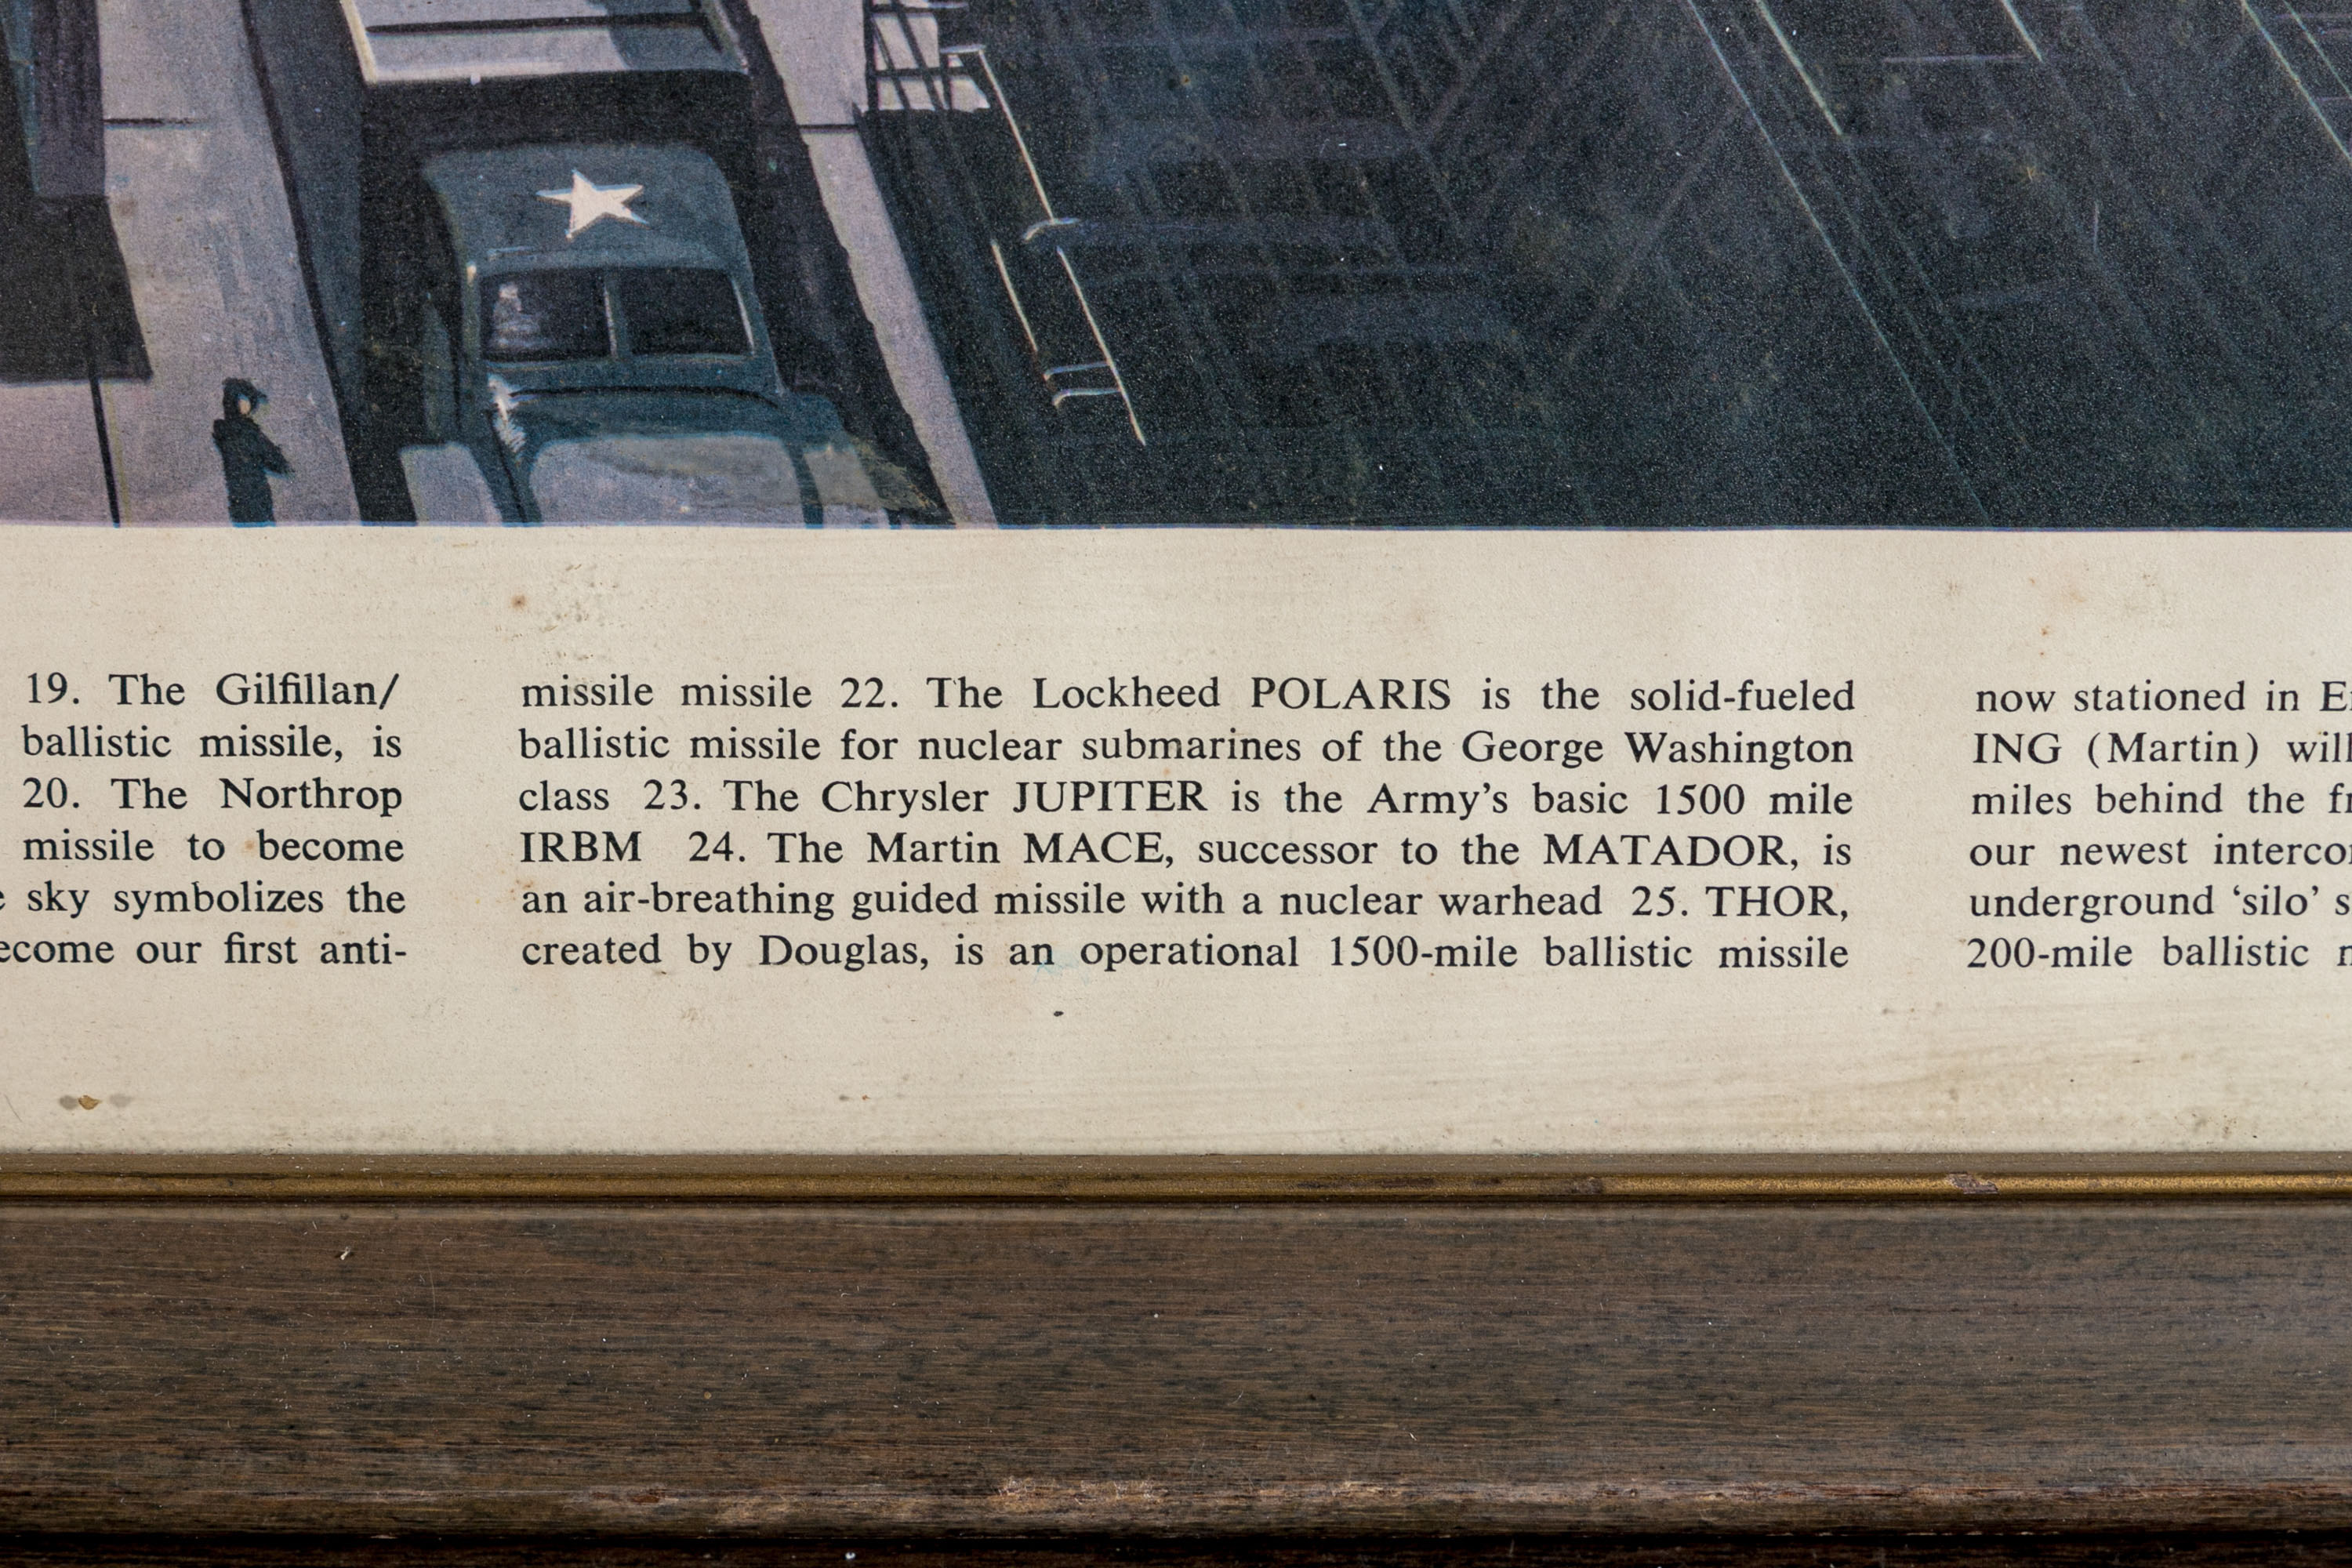 19. The Gilfillan/
ballistic missile, is
20. The Northrop
missile to become
sky symbolizes the
ecome our first anti-
missile missile 22. The Lockheed POLARIS is the solid-fueled
ballistic missile for nuclear submarines of the George Washington
class 23. The Chrysler JUPITER is the Army's basic 1500 mile
IRBM 24. The Martin MACE, successor to the MATADOR, is
an air-breathing guided missile with a nuclear warhead 25. THOR,
created by Douglas, is an operational 1500-mile ballistic missile
now stationed in
ING (Martin) will
miles behind the
our newest
underground ‘silo’
200-mile ballistic